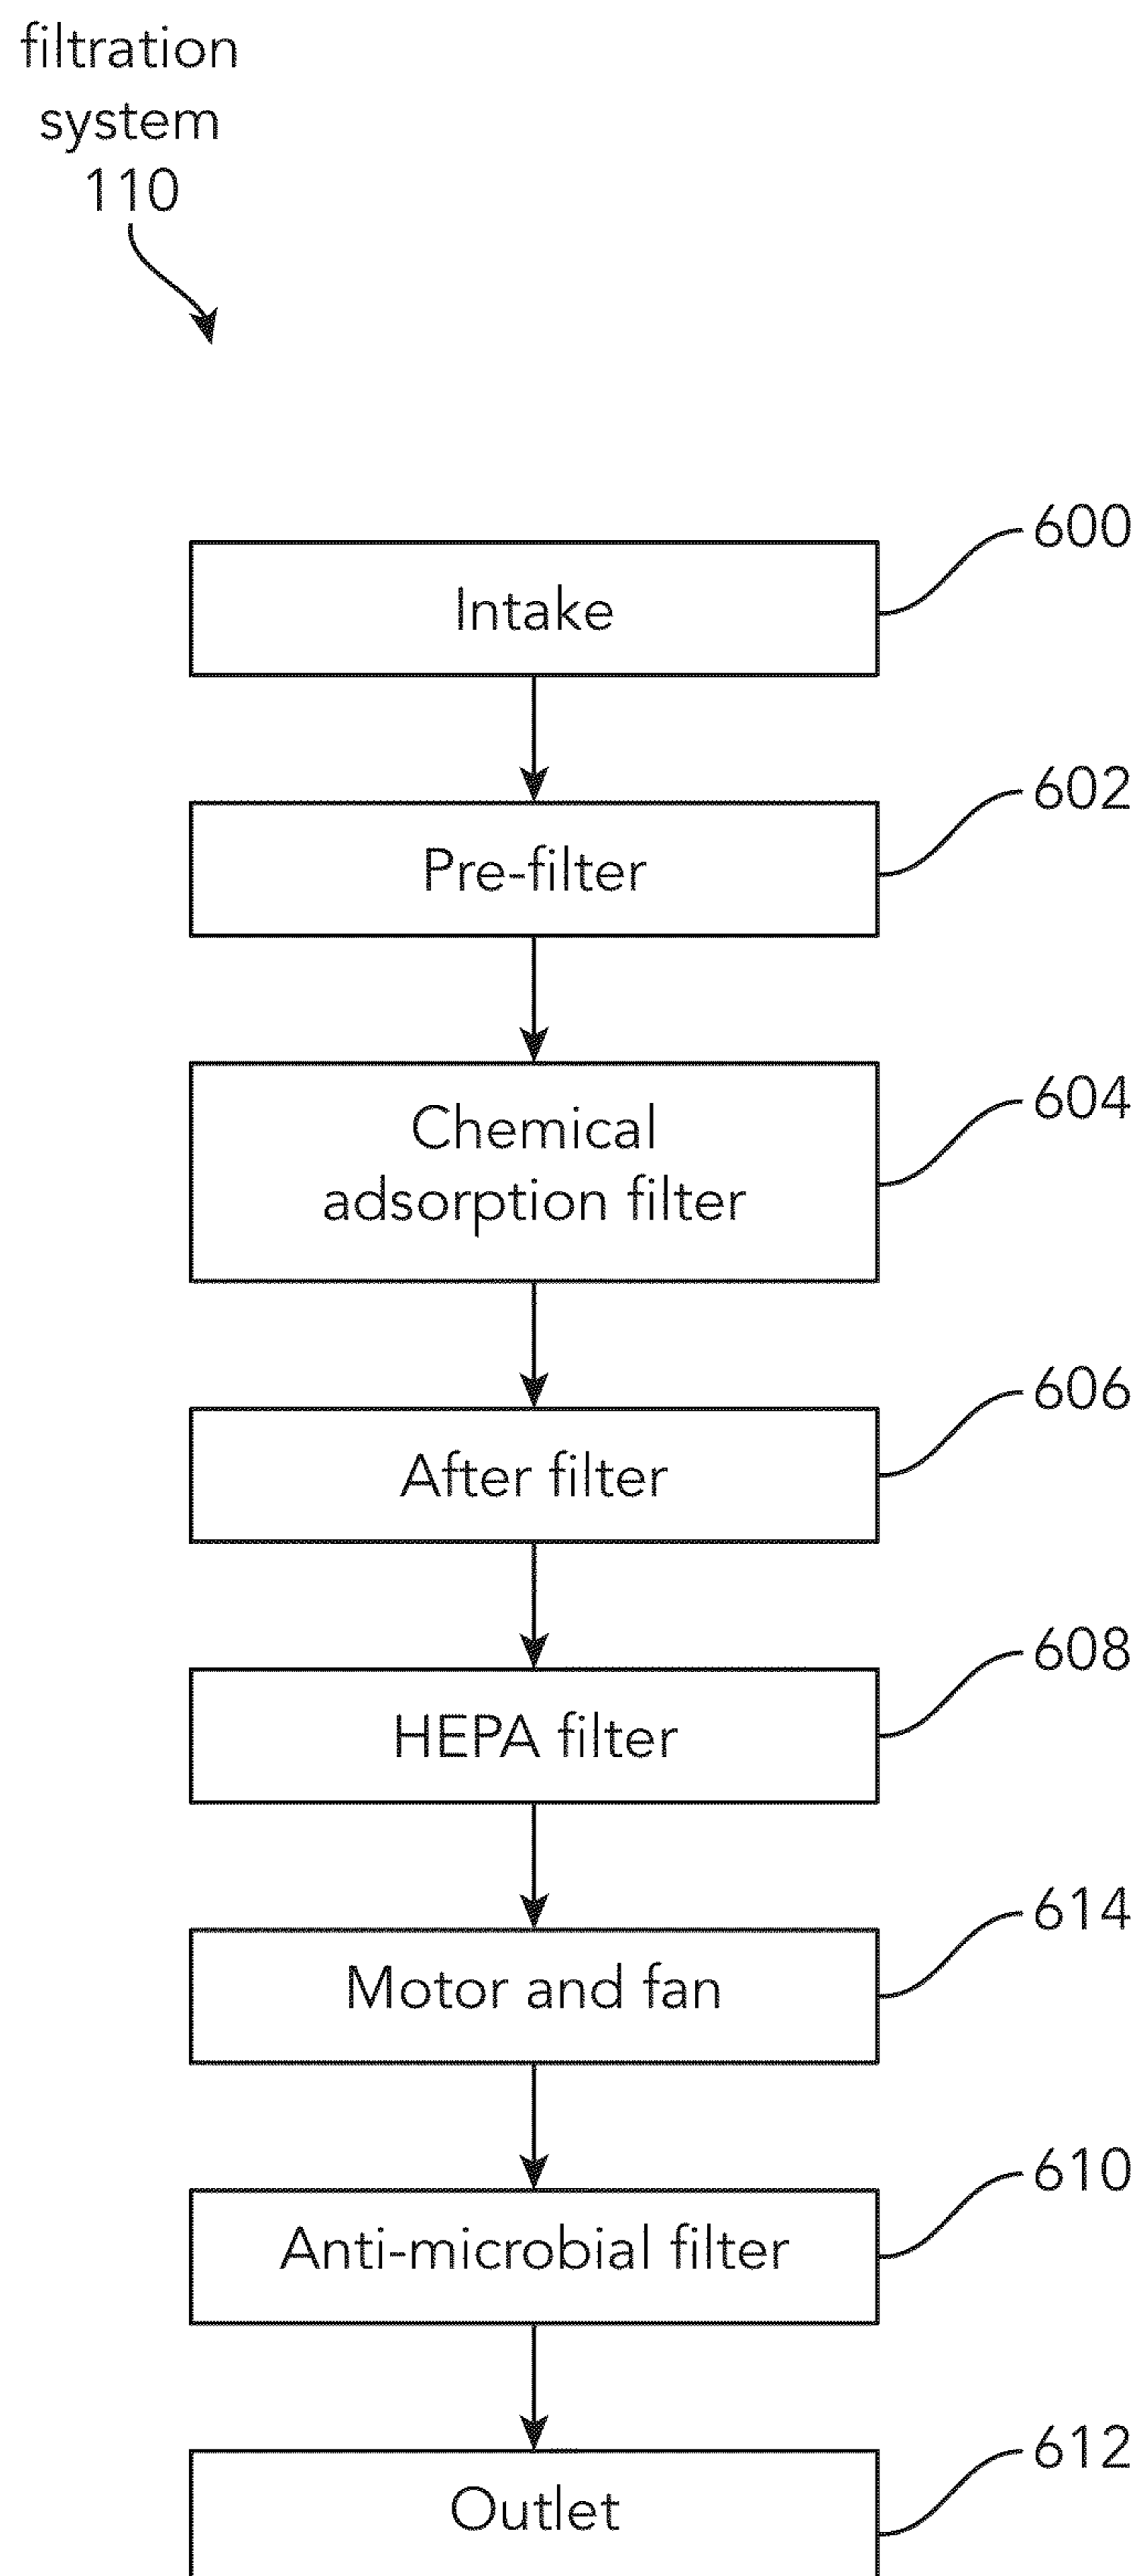 filtration
system
110
600
Intake
602
Pre-filter
604
Chemical
adsorption filter
606
After filter
608
HEPA filter
614
Motor and fan
610
Anti-microbial filter
612
Outlet